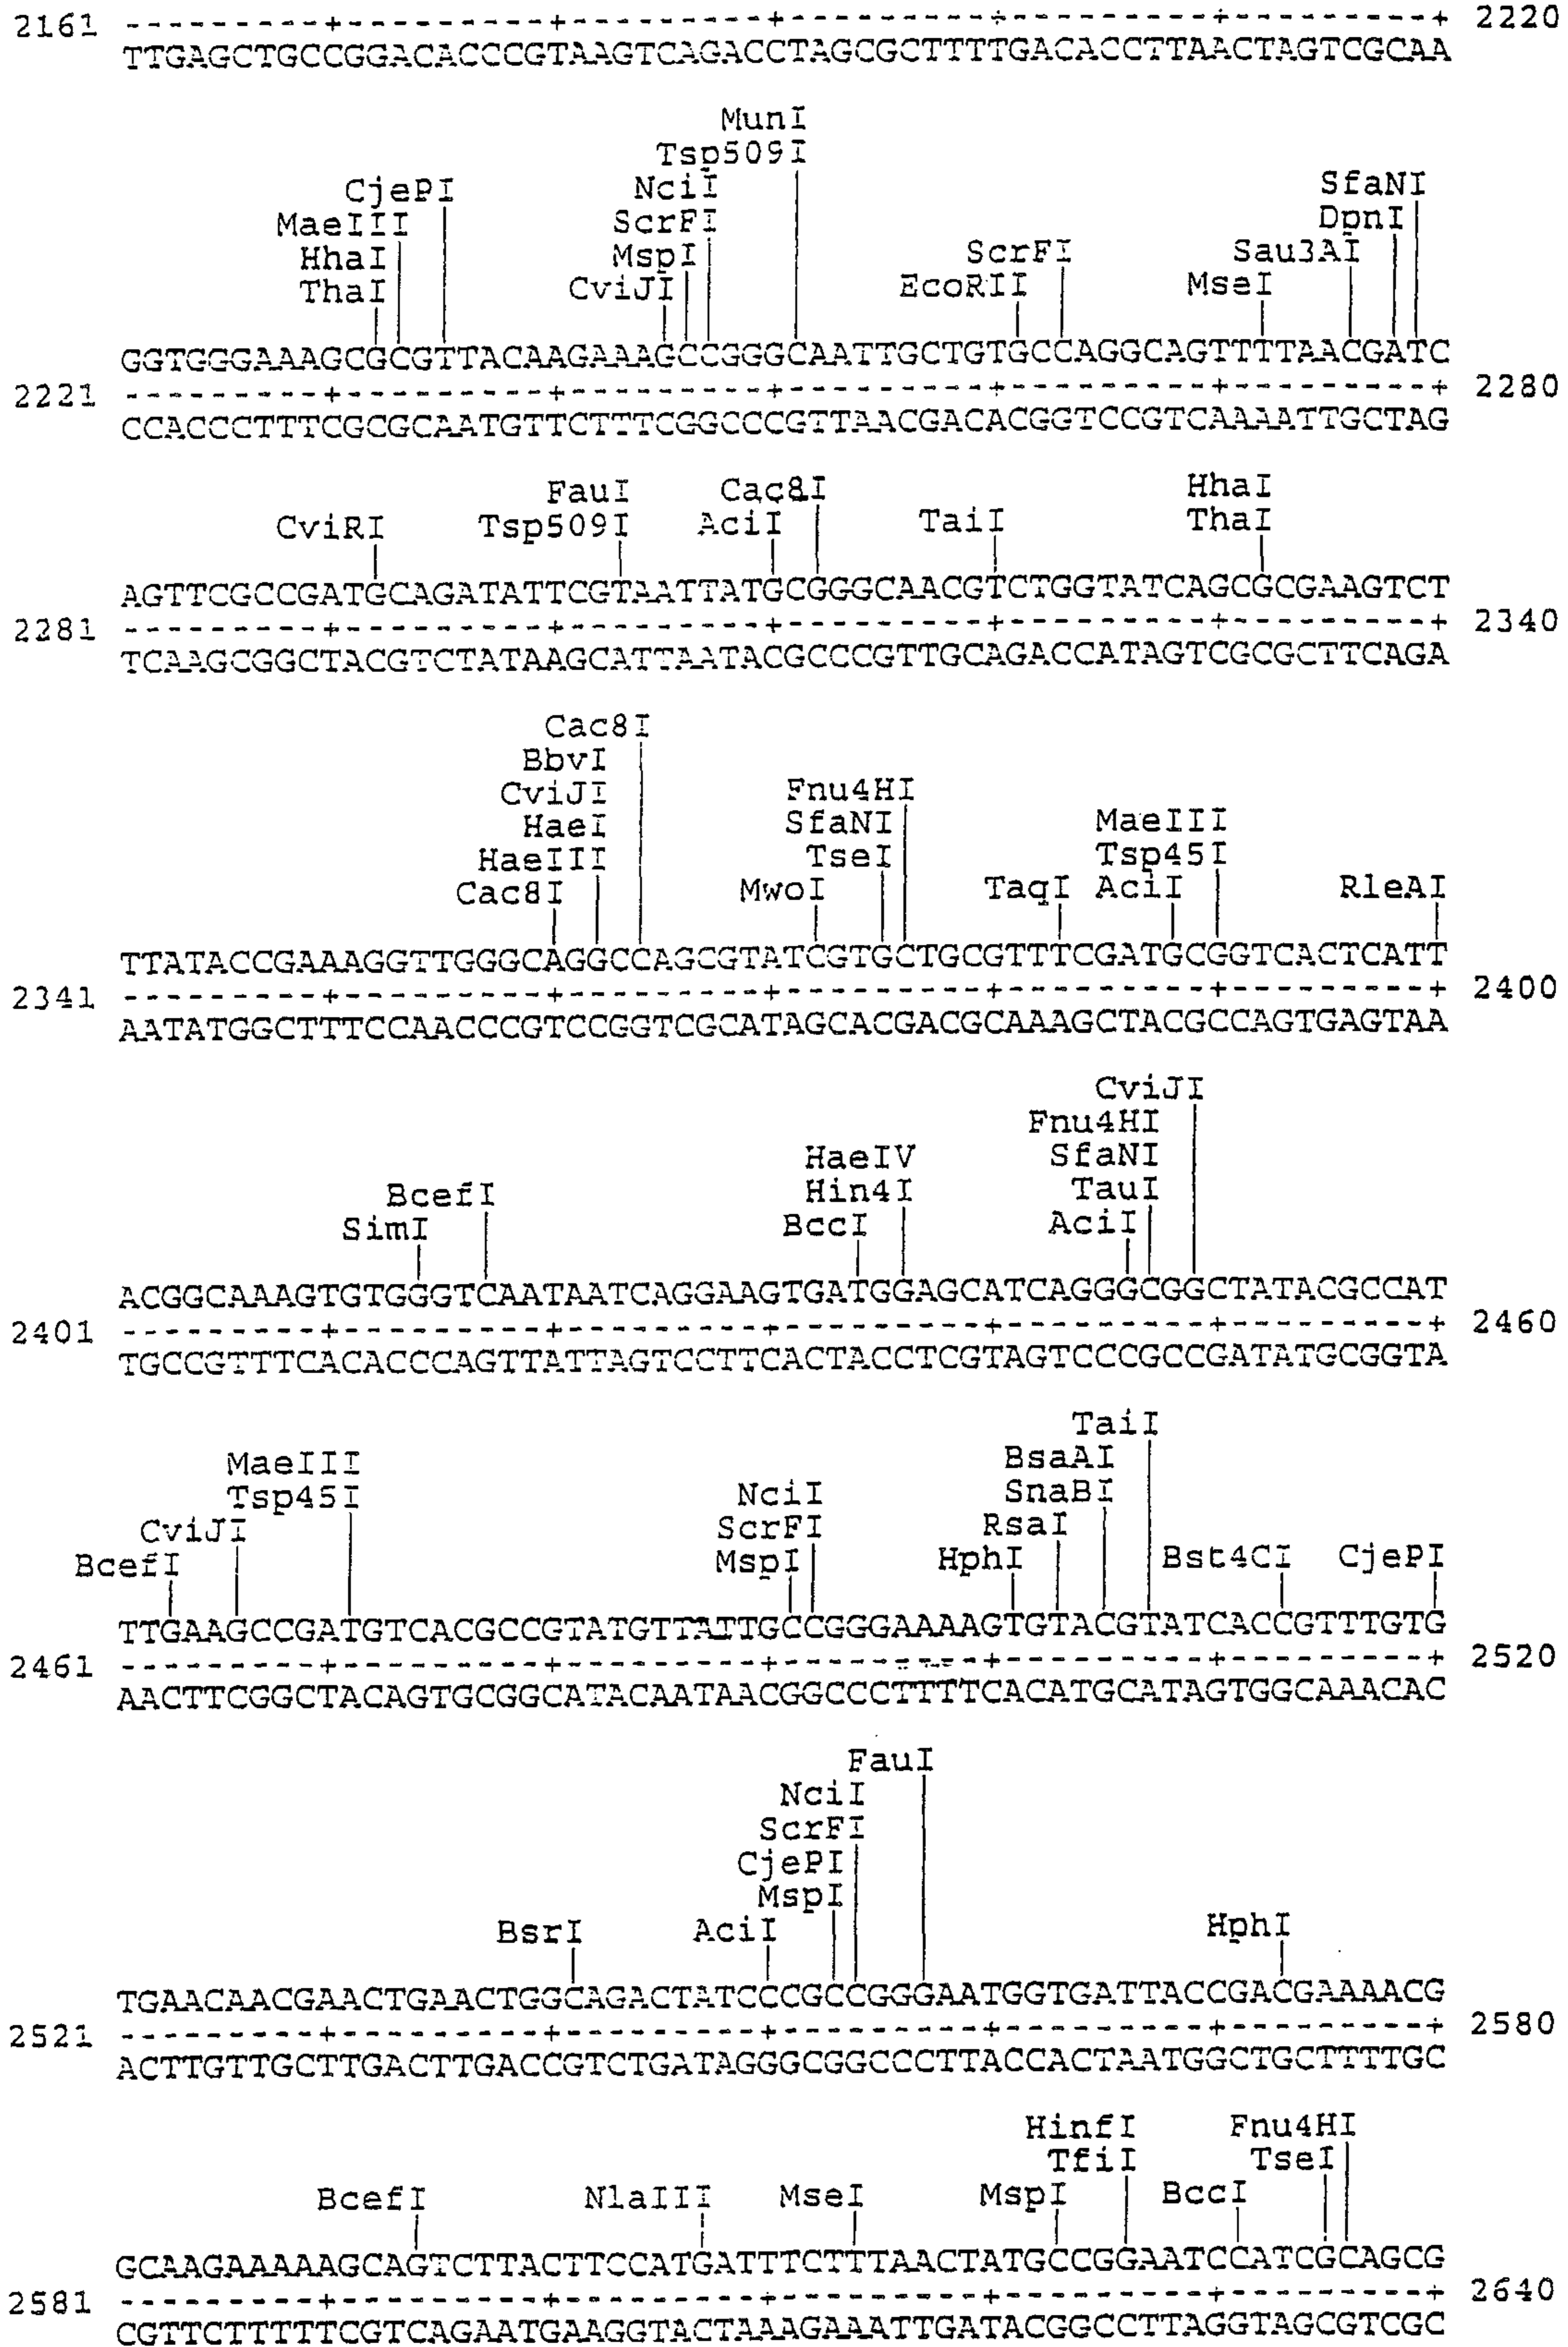 2161 ---------+---------+---------+---------+---------+---------+ 2220
TTGAGCTGCCGGACACCCGTAAGTCAGACCTAGCGCTTTTGACACCTTAACTAGTCGCAA
MunI
Tsp509I
CjePI NciI SfaNI
MaeIII ScrFI DpnI
HhaI MspI ScrFI Sau3AI
ThaI CviJI EcoRII MseI
GGTGGGAAAGCGCGTTACAAGAAAGCCGGGCAATTGCTGTGCCAGGCAGTTTTAACGATC
2221 ---------+---------+---------+---------+---------+---------+ 2280
CCACCCTTTCGCGCAATGTTCTTTCGGCCCGTTAACGACACGGTCCGTCAAAATTGCTAG
FauI Cac8I HhaI
CviRI Tsp509I AciI TaiI ThaI
AGTTCGCCGATGCAGATATTCGTAATTATGCGGGCAACGTCTGGTATCAGCGCGAAGTCT
2281 ---------+---------+---------+---------+---------+---------+ 2340
TCAAGCGGCTACGTCTATAAGCATTAATACGCCCGTTGCAGACCATAGTCGCGCTTCAGA
Cac8I
BbvI
CviJI Fnu4HI
HaeI SfaNI MaeIII
HaeIII TseI Tsp45I
Cac8I MwoI TaqI AciI RleAI
TTATACCGAAAGGTTGGGCAGGCCAGCGTATCGTGCTGCGTTTCGATGCGGTCACTCATT
2341 ---------+---------+---------+---------+---------+---------+ 2400
AATATGGCTTTCCAACCCGTCCGGTCGCATAGCACGACGCAAAGCTACGCCAGTGAGTAA
CviJI
Fnu4HI
HaeIV SfaNI
BcefI Hin4I TauI
SimI BccI AciI
ACGGCAAAGTGTGGGTCAATAATCAGGAAGTGATGGAGCATCAGGGCGGCTATACGCCAT
2401 ---------+---------+---------+---------+---------+---------+ 2460
TGCCGTTTCACACCCAGTTATTAGTCCTTCACTACCTCGTAGTCCCGCCGATATGCGGTA
TaiI
MaeIII BsaAI
Tsp45I NciI SnaBI
CviJI ScrFI RsaI
BcefI MspI HphI Bst4CI CjePI
TTGAAGCCGATGTCACGCCGTATGTTATTGCCGGGAAAAGTGTACGTATCACCGTTTGTG
2461 ---------+---------+---------+---------+---------+---------+ 2520
AACTTCGGCTACAGTGCGGCATACAATAACGGCCCTTTTCACATGCATAGTGGCAAACAC
FauI
NciI
ScrFI
CjePI
MspI
BsrI AciI HphI
TGAACAACGAACTGAACTGGCAGACTATCCCGCCGGGAATGGTGATTACCGACGAAAACG
2521 ---------+---------+---------+---------+---------+---------+ 2580
ACTTGTTGCTTGACTTGACCGTCTGATAGGGCGGCCCTTACCACTAATGGCTGCTTTTGC
HinfI Fnu4HI
TfiI TseI
BcefI NlaIII MseI MspI BccI
GCAAGAAAAAGCAGTCTTACTTCCATGATTTCTTTAACTATGCCGGAATCCATCGCAGCG
2581 ---------+---------+---------+---------+---------+---------+ 2640
CGTTCTTTTTCGTCAGAATGAAGGTACTAAAGAAATTGATACGGCCTTAGGTAGCGTCGC